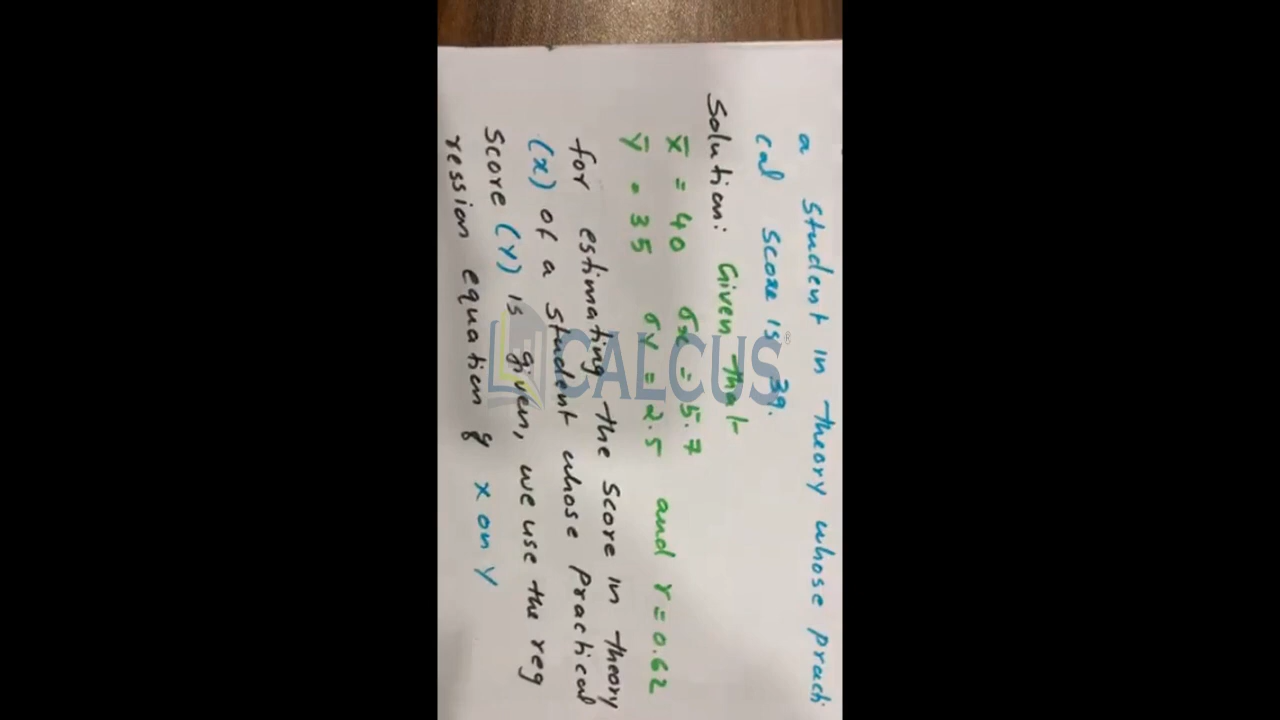 a student in theory whose practi
cal score is 39.
Solution: Given that
x̄ = 40 σx = 5.7
ȳ = 35 σy = 2.5 and r = 0.62
for estimating the score in theory
(x) of a student whose practical
score (Y) is given, we use the reg
ression equation of x on y
CALCUS